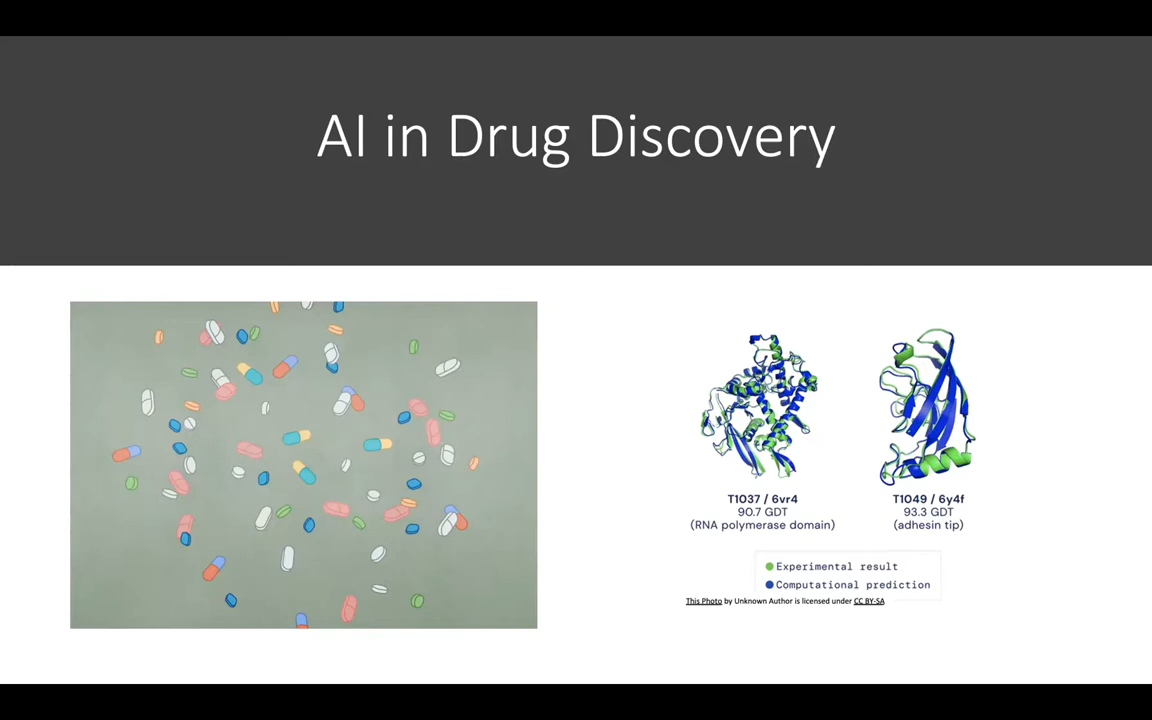 AI in Drug Discovery
T1037 / 6vr4
90.7 GDT
(RNA polymerase domain)
T1049 / 6y4f
93.3 GDT
(adhesin tip)
Experimental result
Computational prediction
This Photo by Unknown Author is licensed under CC BY-SA